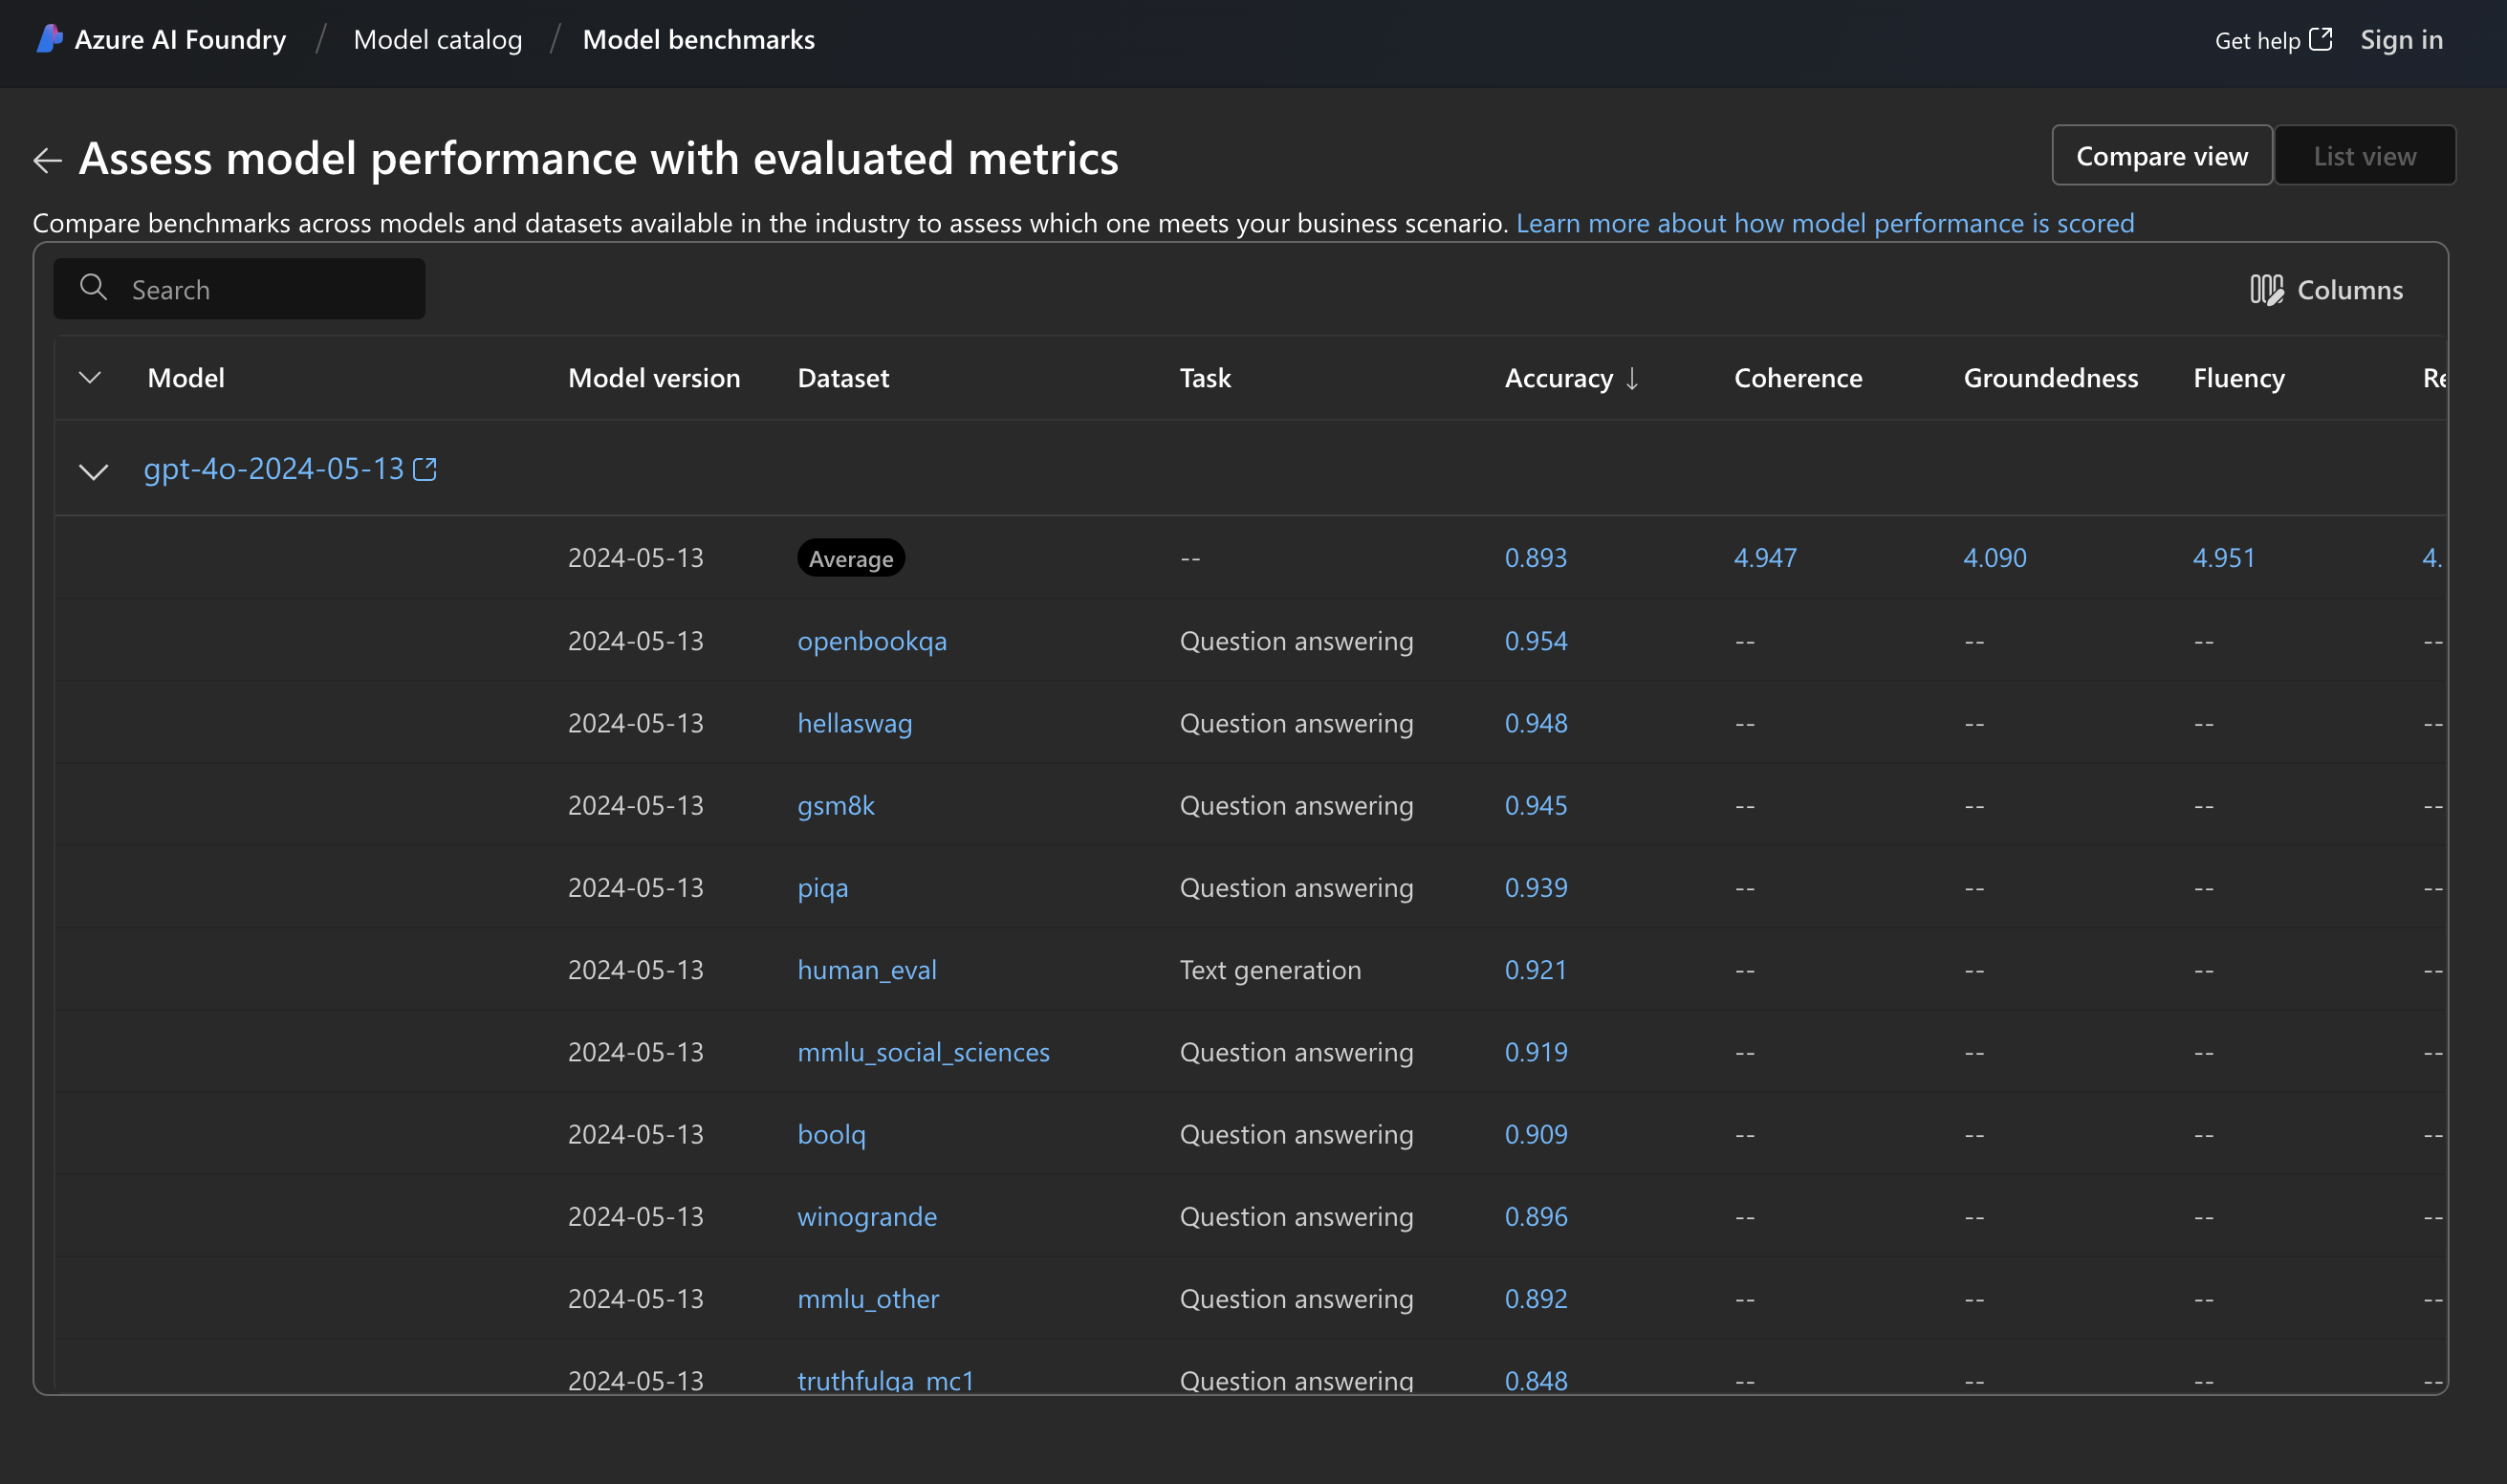 Azure AI Foundry / Model catalog / Model benchmarks Get help Sign in
Assess model performance with evaluated metrics Compare view List view
Compare benchmarks across models and datasets available in the industry to assess which one meets your business scenario. Learn more about how model performance is scored
Search Columns
Model Model version Dataset Task Accuracy ↓ Coherence Groundedness Fluency Re
gpt-4o-2024-05-13
2024-05-13 Average -- 0.893 4.947 4.090 4.951 4.
2024-05-13 openbookqa Question answering 0.954 -- -- -- --
2024-05-13 hellaswag Question answering 0.948 -- -- -- --
2024-05-13 gsm8k Question answering 0.945 -- -- -- --
2024-05-13 piqa Question answering 0.939 -- -- -- --
2024-05-13 human_eval Text generation 0.921 -- -- -- --
2024-05-13 mmlu_social_sciences Question answering 0.919 -- -- -- --
2024-05-13 boolq Question answering 0.909 -- -- -- --
2024-05-13 winogrande Question answering 0.896 -- -- -- --
2024-05-13 mmlu_other Question answering 0.892 -- -- -- --
2024-05-13 truthfulqa_mc1 Question answering 0.848 -- -- -- --